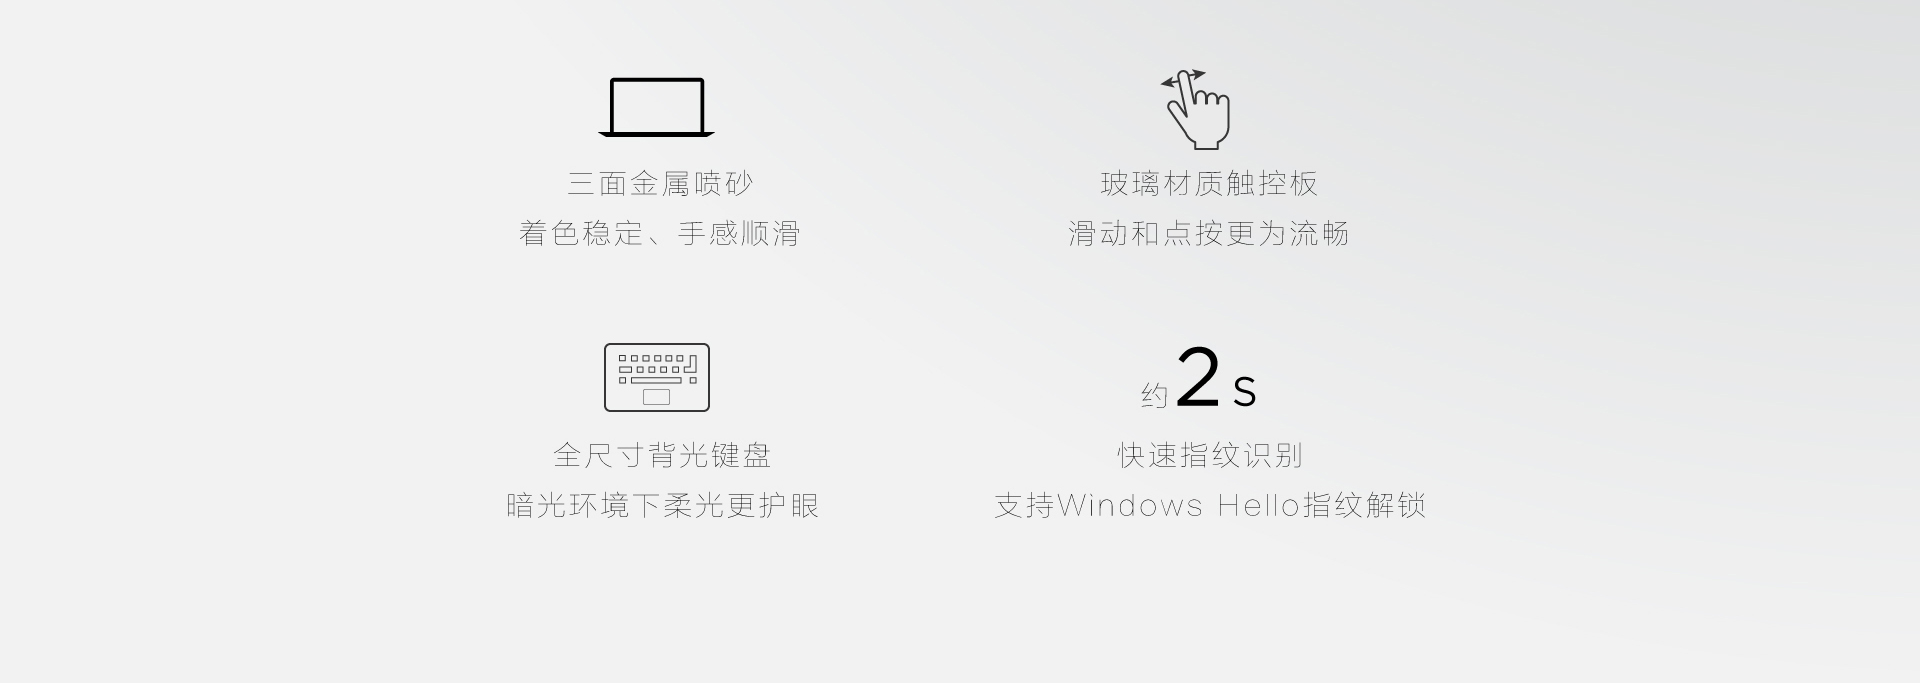 三面金属喷砂
着色稳定、手感顺滑
玻璃材质触控板
滑动和点按更为流畅
全尺寸背光键盘
暗光环境下柔光更护眼
约2s
快速指纹识别
支持Windows Hello指纹解锁